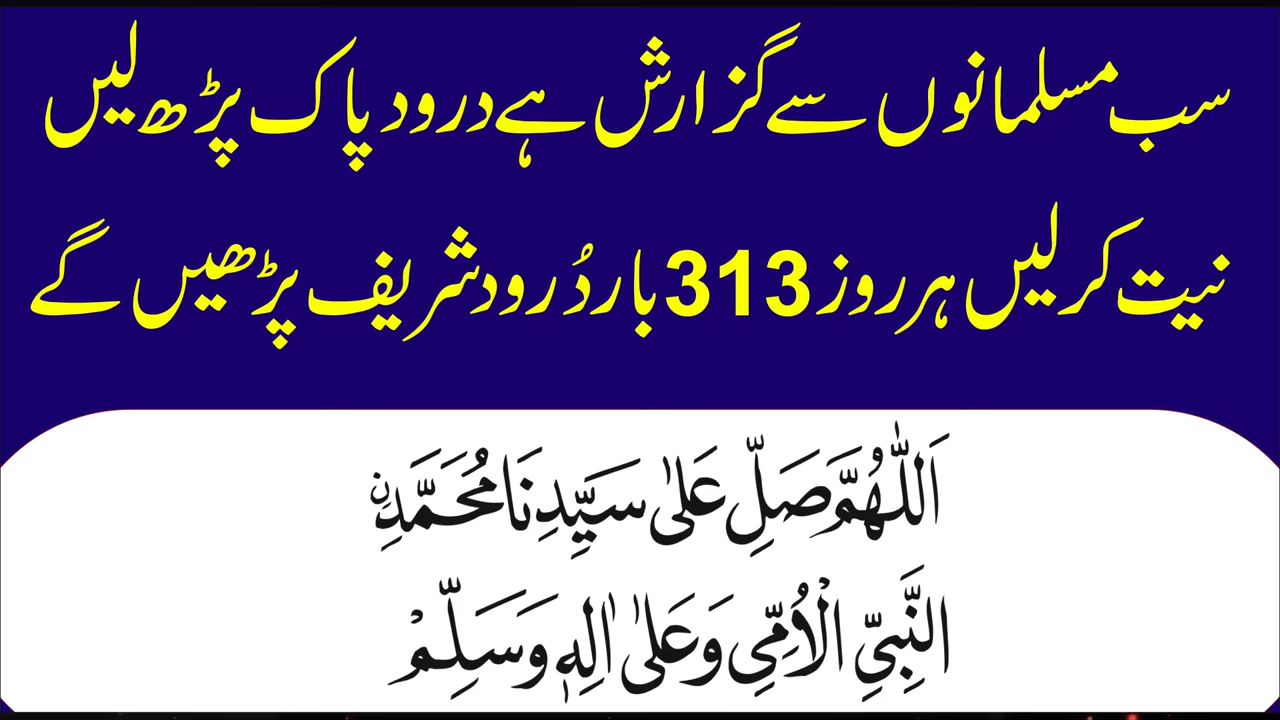 سب مسلمانوں سے گزارش ہے درود پاک پڑھ لیں
نیت کرلیں ہر روز 313 بار دُرود شریف پڑھیں گے
اَللّٰهُمَّ صَلِّ عَلٰى سَيِّدِنَا مُحَمَّدِنِ
النَّبِيِّ الْاُمِّيِّ وَعَلٰى اٰلِهٖ وَسَلِّمْ